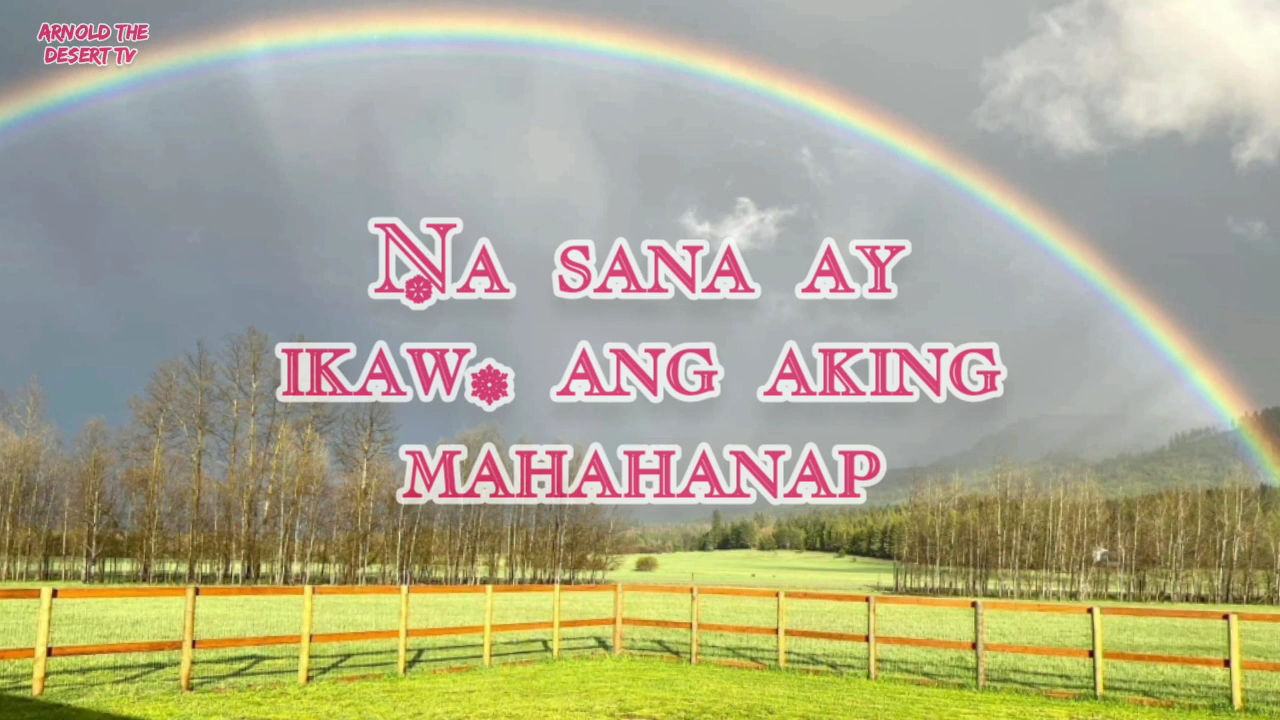 ARNOLD THE
DESERT TV
Na sana ay
ikaw ang aking
mahahanap